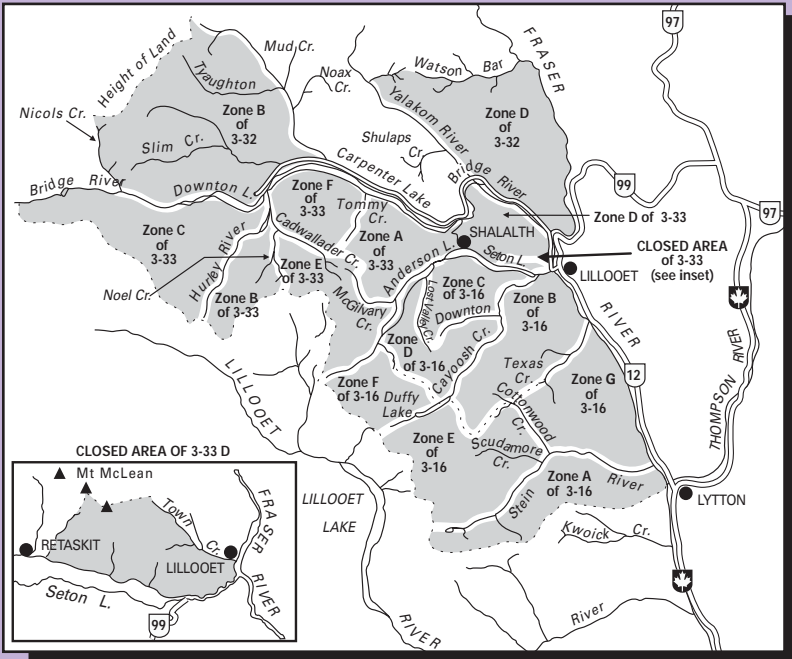 97
Height of Land
Mud Cr.
Tyaughton
Noax
Cr.
Watson Bar
FRASER
Nicols Cr.
Zone B
of
3-32
Yalakom River
Zone D
of
3-32
Slim Cr.
Shulaps
Cr
Carpenter Lake
Bridge River
99
Bridge River
Downton L.
Zone F
of
3-33
Tommy
Cr.
97
Zone D of 3-33
Zone C
of
3-33
Hurley River
Cadwallader Cr.
Zone A
of
3-33
Anderson L.
SHALALTH
Seton L.
CLOSED AREA
of 3-33
(see inset)
Zone E
of 3-33
LILLOOET
Noel Cr.
Zone B
of
3-33
McGilvary
Cr.
Lost Valley Cr.
Zone C
of 3-16
Downton
Zone B
of
3-16
RIVER
LILLOOET
Zone
D
of 3-16
Cayoosh Cr.
Texas
Cr.
12
THOMPSON RIVER
Zone F
of 3-16
Duffy
Lake
Cottonwood
Cr.
Zone G
of
3-16
Zone E
of
3-16
Scudamore
Cr.
Zone A
of 3-16
Stein
River
LYTTON
LILLOOET
LAKE
Kwoick Cr.
River
RIVER
CLOSED AREA OF 3-33 D
Mt McLean
Town
Cr.
FRASER
RIVER
RETASKIT
LILLOOET
Seton L.
99